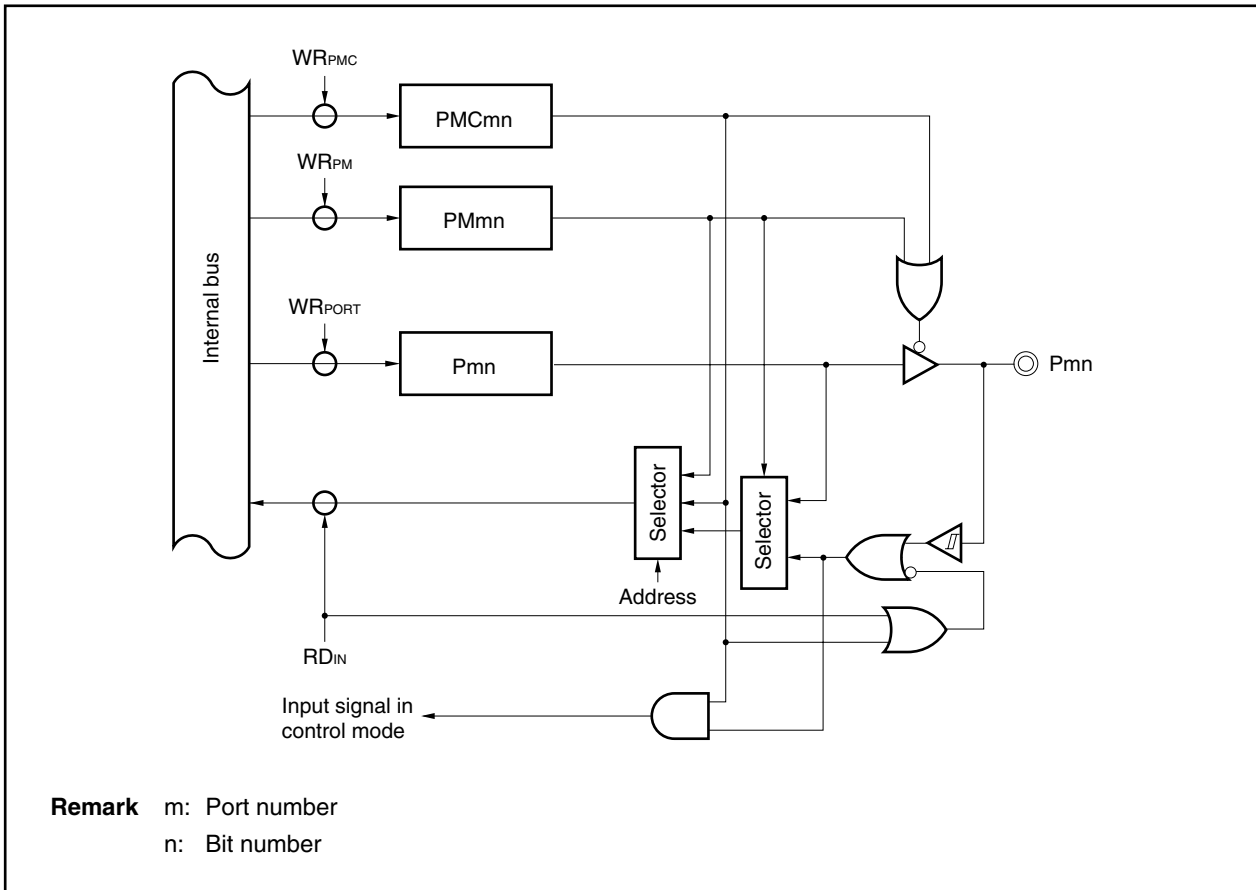 WRPMC
PMCmn
WRPM
PMmn
Internal bus
WRPORT
Pmn
Pmn
Selector
Selector
Address
RDIN
Input signal in
control mode
Remark m: Port number
n: Bit number